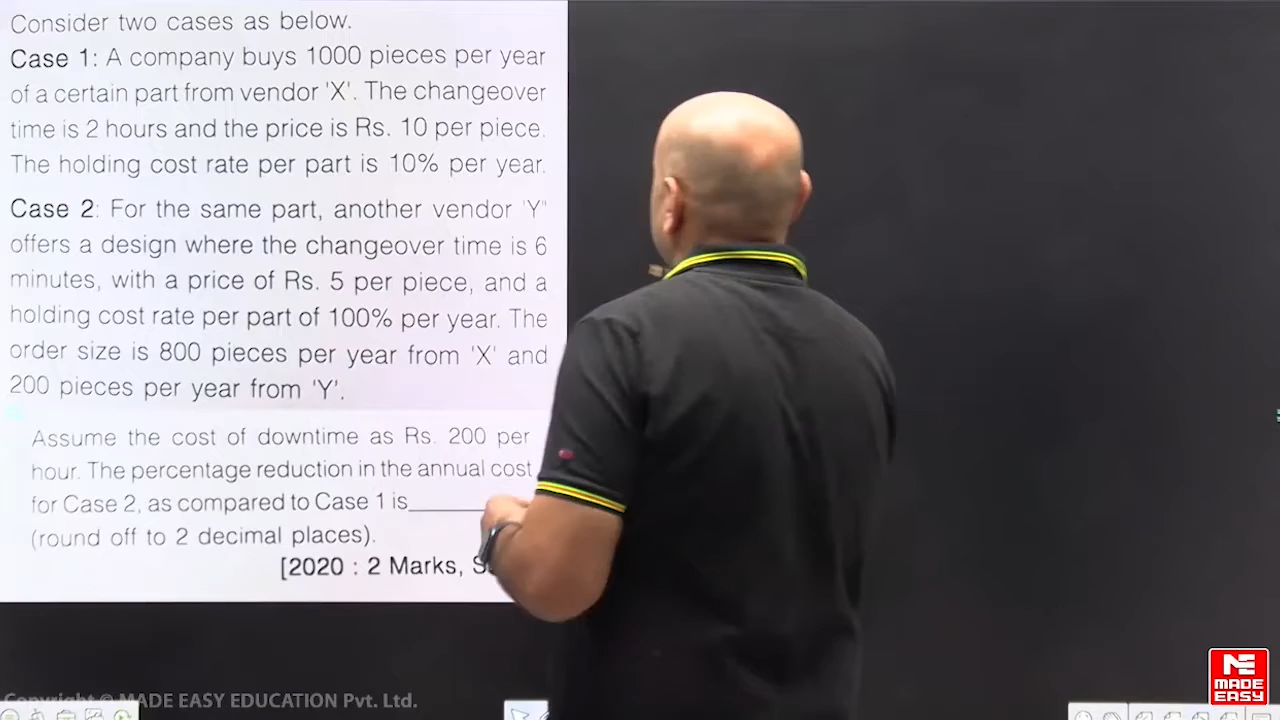 Consider two cases as below.
Case 1: A company buys 1000 pieces per year
of a certain part from vendor 'X'. The changeover
time is 2 hours and the price is Rs. 10 per piece.
The holding cost rate per part is 10% per year.
Case 2: For the same part, another vendor 'Y"
offers a design where the changeover time is 6
minutes, with a price of Rs. 5 per piece, and a
holding cost rate per part of 100% per year. The
order size is 800 pieces per year from 'X' and
200 pieces per year from 'Y'.
Assume the cost of downtime as Rs. 200 per
hour. The percentage reduction in the annual cost
for Case 2, as compared to Case 1 is______
(round off to 2 decimal places).
[2020 : 2 Marks,
Copyright © MADE EASY EDUCATION Pvt. Ltd.
MADE
EASY